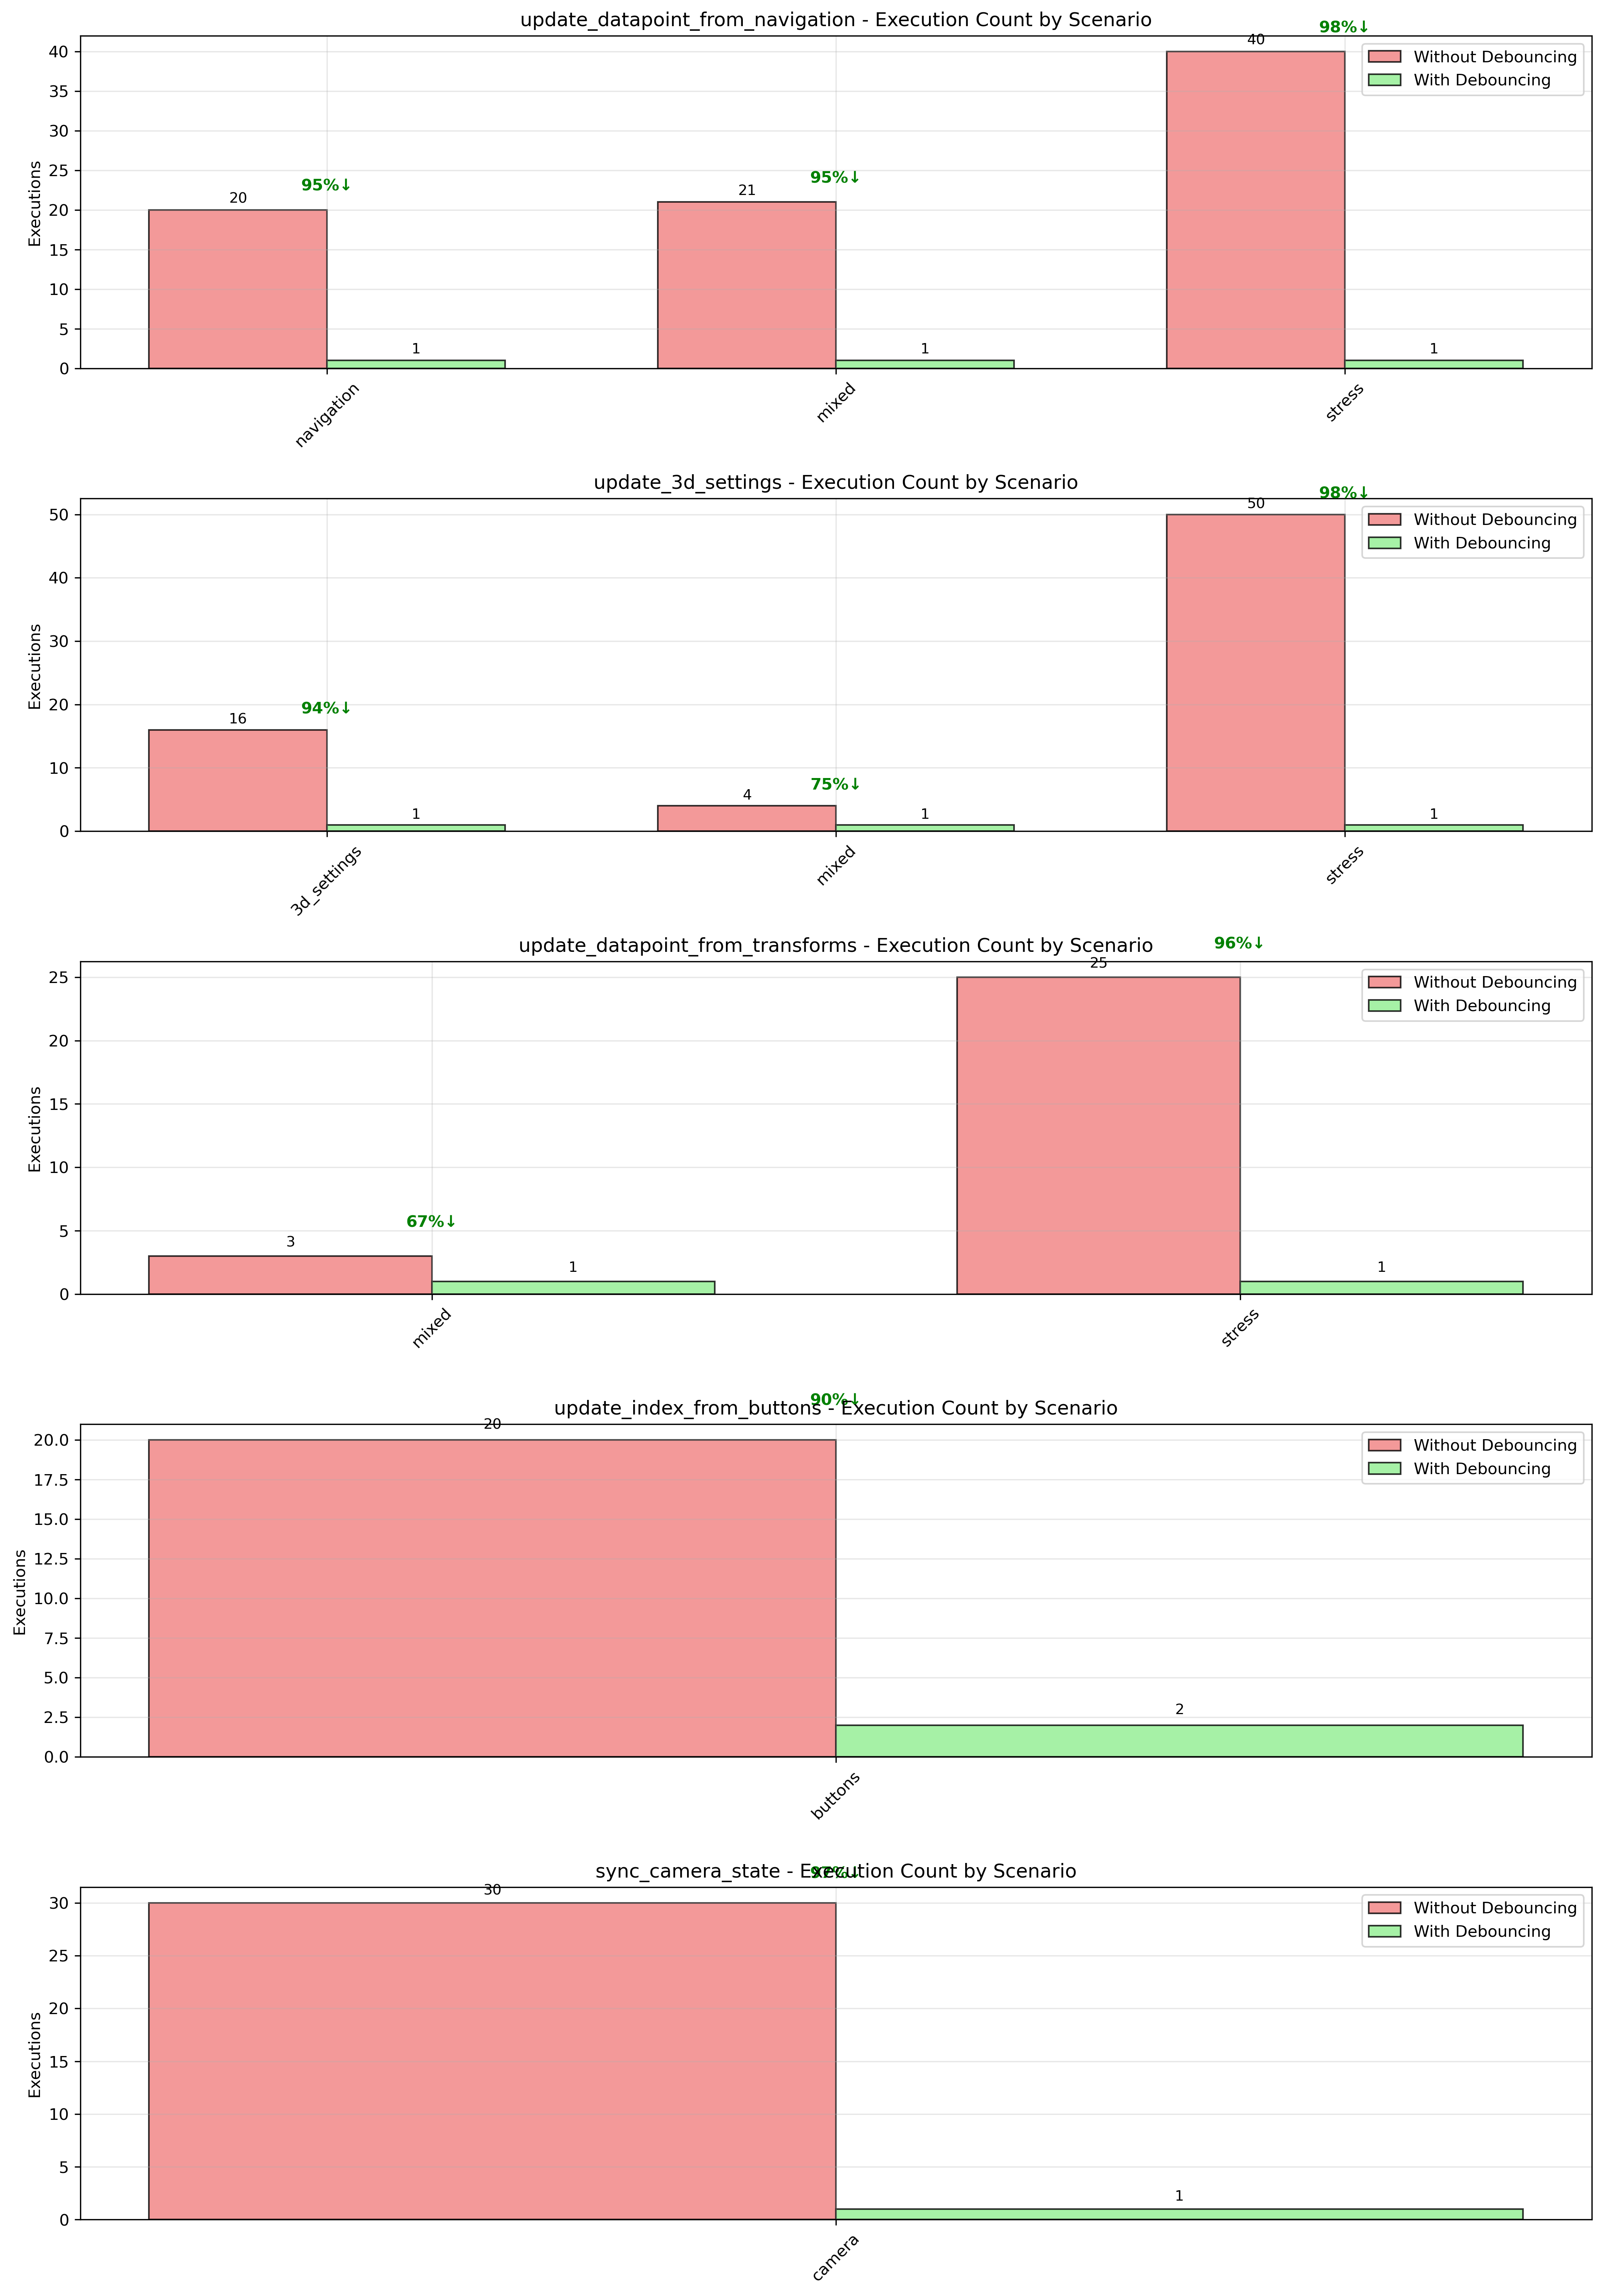 update_datapoint_from_navigation - Execution Count by Scenario
98%↓
40
Without Debouncing
With Debouncing
40
35
30
25
20
15
10
5
0
Executions
20
95%↓
1
21
95%↓
1
1
navigation
mixed
stress
update_3d_settings - Execution Count by Scenario
98%↓
50
Without Debouncing
With Debouncing
50
40
30
20
10
0
Executions
16
94%↓
1
4
75%↓
1
1
3d_settings
mixed
stress
update_datapoint_from_transforms - Execution Count by Scenario
96%↓
25
Without Debouncing
With Debouncing
25
20
15
10
5
0
Executions
3
67%↓
1
1
mixed
stress
90%↓
update_index_from_buttons - Execution Count by Scenario
20
Without Debouncing
With Debouncing
20.0
17.5
15.0
12.5
10.0
7.5
5.0
2.5
0.0
Executions
2
buttons
sync_camera_state - Execution Count by Scenario
97%↓
30
Without Debouncing
With Debouncing
30
25
20
15
10
5
0
Executions
1
camera